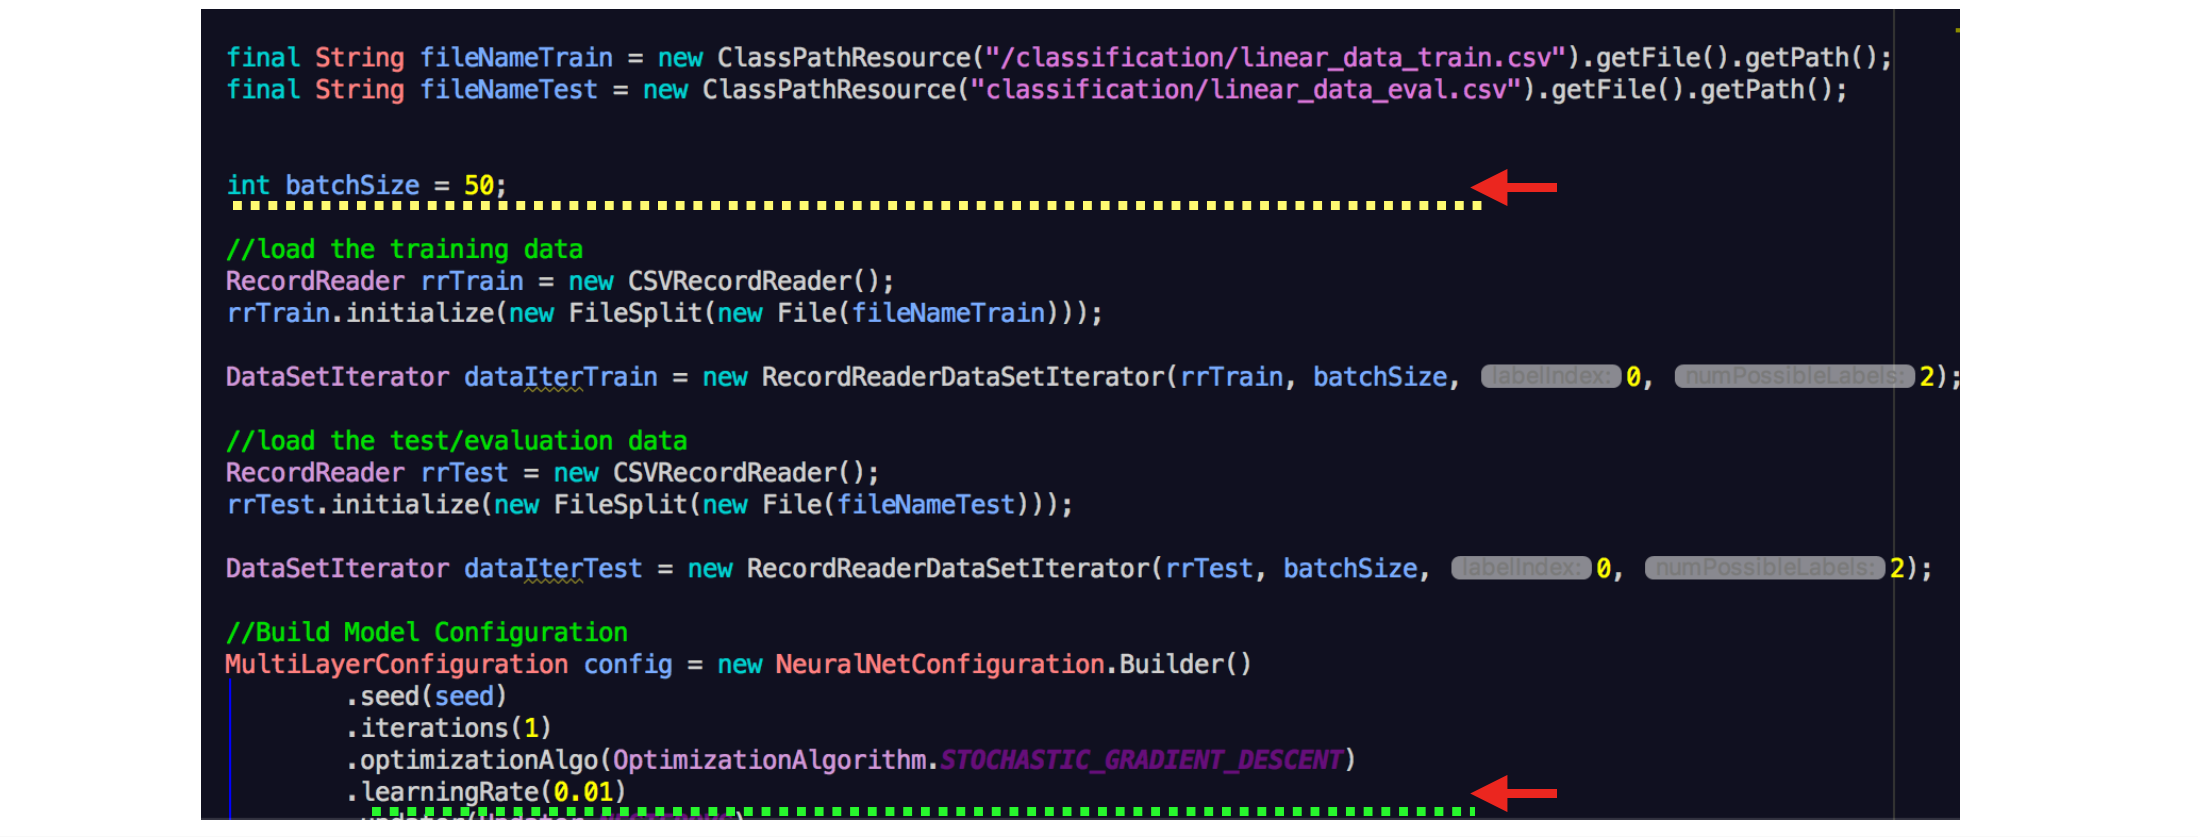 final String fileNameTrain = new ClassPathResource("/classification/linear_data_train.csv").getFile().getPath();
final String fileNameTest = new ClassPathResource("classification/linear_data_eval.csv").getFile().getPath();
int batchSize = 50;
//load the training data
RecordReader rrTrain = new CSVRecordReader();
rrTrain.initialize(new FileSplit(new File(fileNameTrain)));
DataSetIterator dataIterTrain = new RecordReaderDataSetIterator(rrTrain, batchSize, labelIndex: 0, numPossibleLabels: 2);
//load the test/evaluation data
RecordReader rrTest = new CSVRecordReader();
rrTest.initialize(new FileSplit(new File(fileNameTest)));
DataSetIterator dataIterTest = new RecordReaderDataSetIterator(rrTest, batchSize, labelIndex: 0, numPossibleLabels: 2);
//Build Model Configuration
MultiLayerConfiguration config = new NeuralNetConfiguration.Builder()
.seed(seed)
.iterations(1)
.optimizationAlgo(OptimizationAlgorithm.STOCHASTIC_GRADIENT_DESCENT)
.learningRate(0.01)